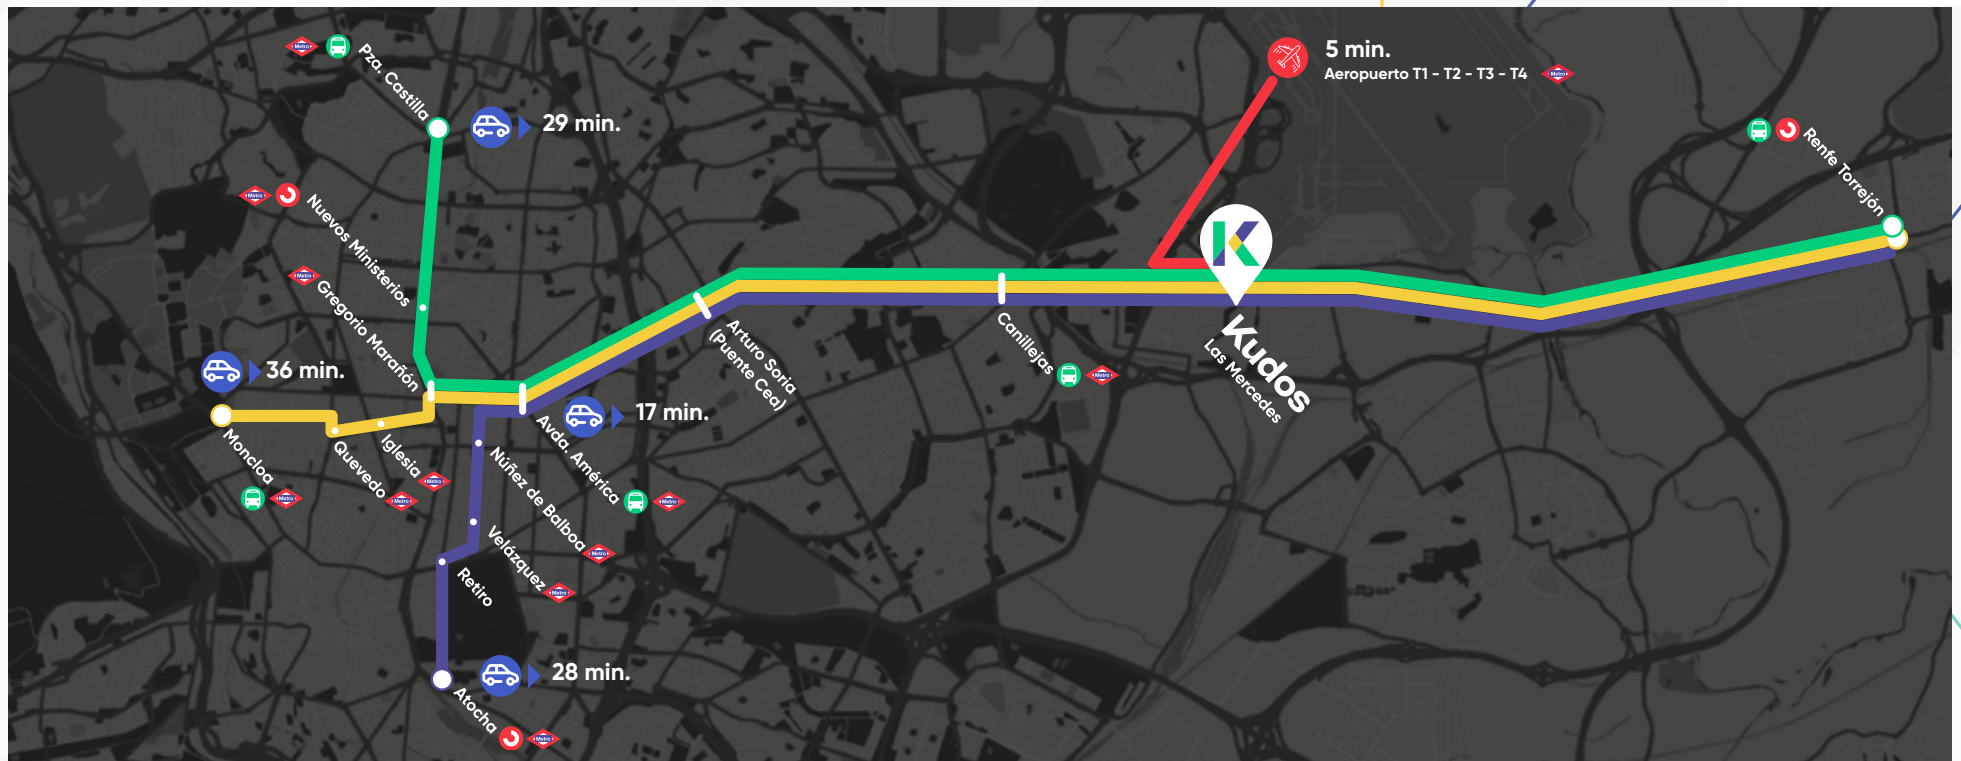 Metro
Pza. Castilla
29 min.
5 min.
Aeropuerto T1 - T2 - T3 - T4
Metro
Renfe Torrejón
Metro
Nuevos Ministerios
Metro
Gregorio Marañón
36 min.
Moncloa
Metro
Quevedo
Metro
Iglesia
Metro
Avda. América
Metro
17 min.
Núñez de Balboa
Metro
Velázquez
Metro
Retiro
28 min.
Atocha
Metro
Arturo Soria
(Puente Cea)
Canillejas
Metro
K
Kudos
Las Mercedes